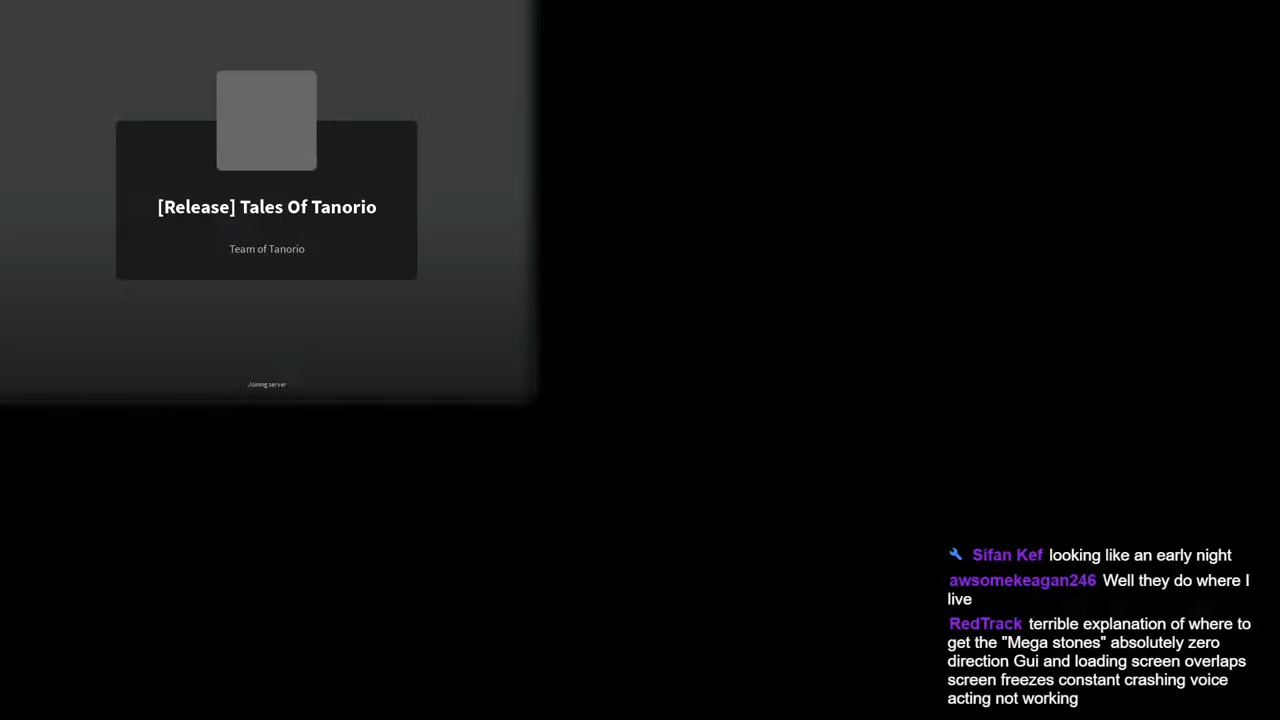 [Release] Tales Of Tanorio
Team of Tanorio
Joining server
Sifan Kef looking like an early night
awsomekeagan246 Well they do where I
live
RedTrack terrible explanation of where to
get the "Mega stones" absolutely zero
direction Gui and loading screen overlaps
screen freezes constant crashing voice
acting not working